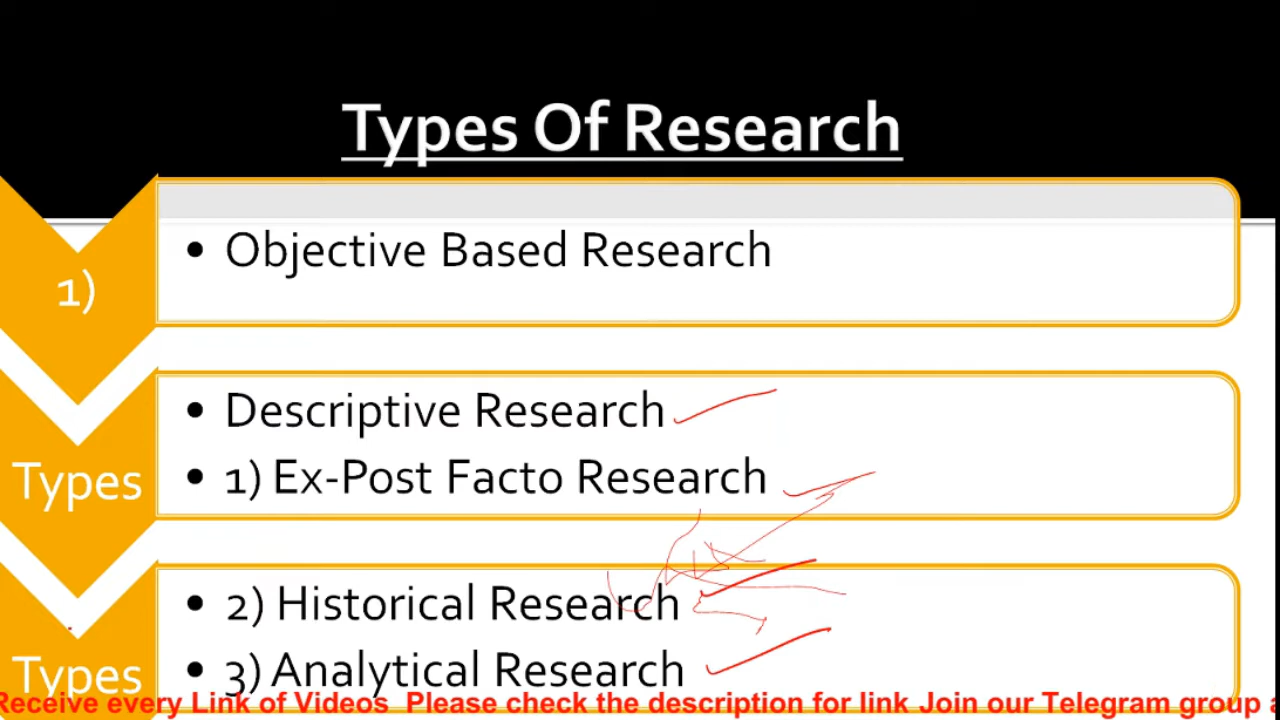 Types Of Research
1)
• Objective Based Research
Types
• Descriptive Research
• 1) Ex-Post Facto Research
Types
• 2) Historical Research
• 3) Analytical Research
Receive every Link of Videos Please check the description for link Join our Telegram group a